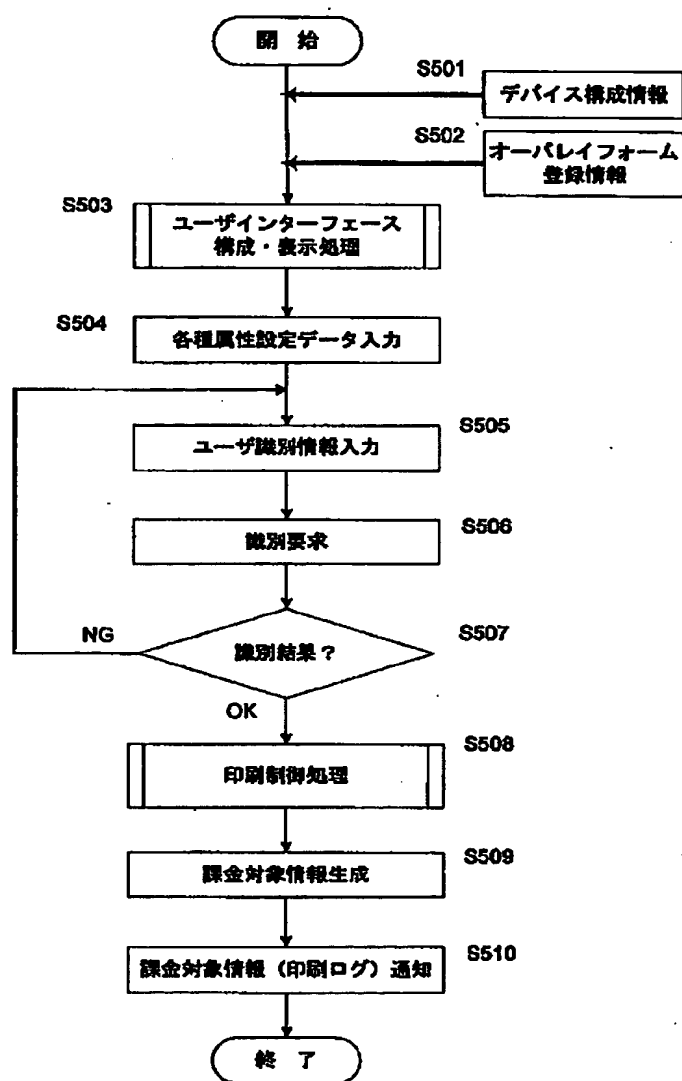 開 始
S501
デバイス構成情報
S502
オーバレイフォーム
登録情報
S503
ユーザインターフェース
構成・表示処理
S504
各種属性設定データ入力
S505
ユーザ識別情報入力
S506
識別要求
NG
S507
識別結果？
OK
S508
印刷制御処理
S509
課金対象情報生成
S510
課金対象情報（印刷ログ）通知
終 了